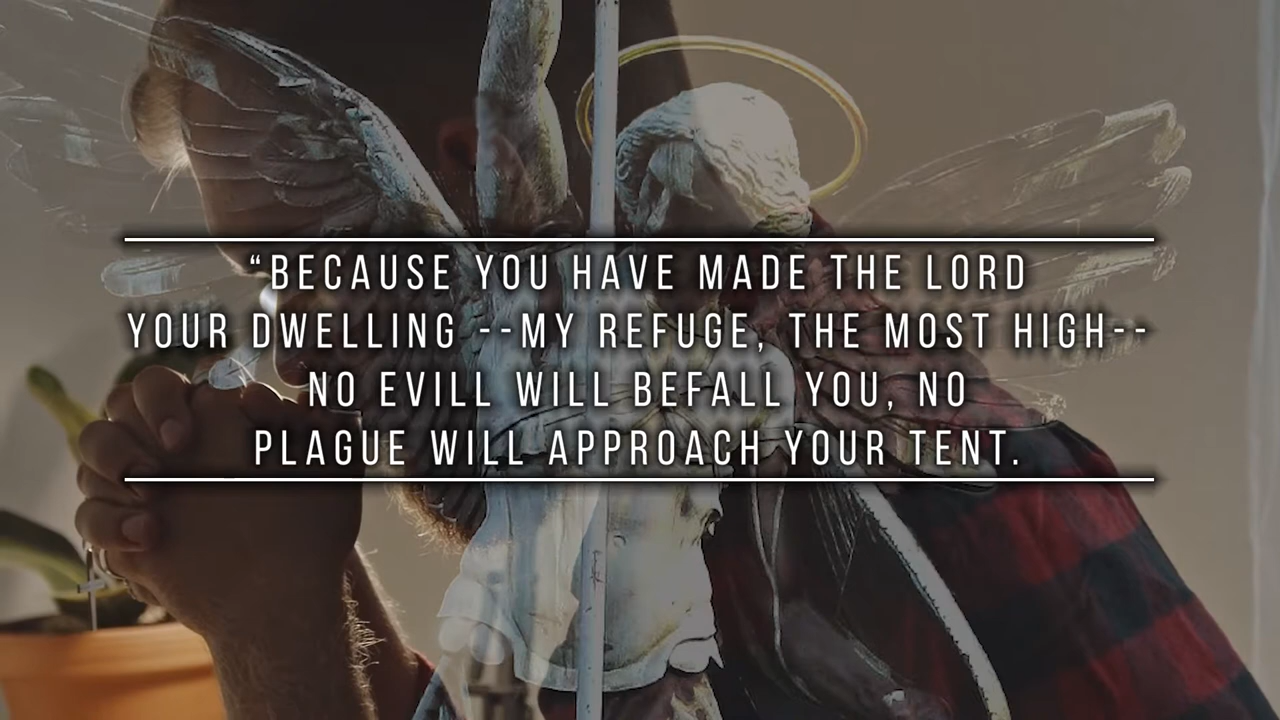 “BECAUSE YOU HAVE MADE THE LORD
YOUR DWELLING --MY REFUGE, THE MOST HIGH--
NO EVILL WILL BEFALL YOU, NO
PLAGUE WILL APPROACH YOUR TENT.